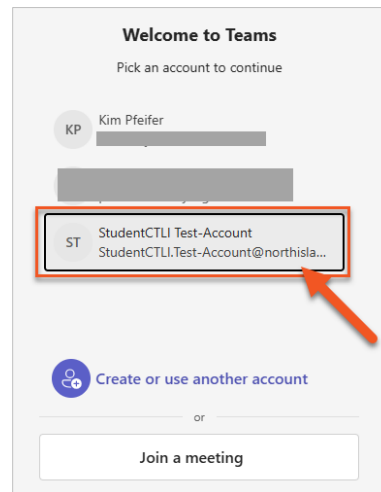 Welcome to Teams
Pick an account to continue
KP
Kim Pfeifer
ST
StudentCTLI Test-Account
StudentCTLI.Test-Account@northisla...
Create or use another account
or
Join a meeting